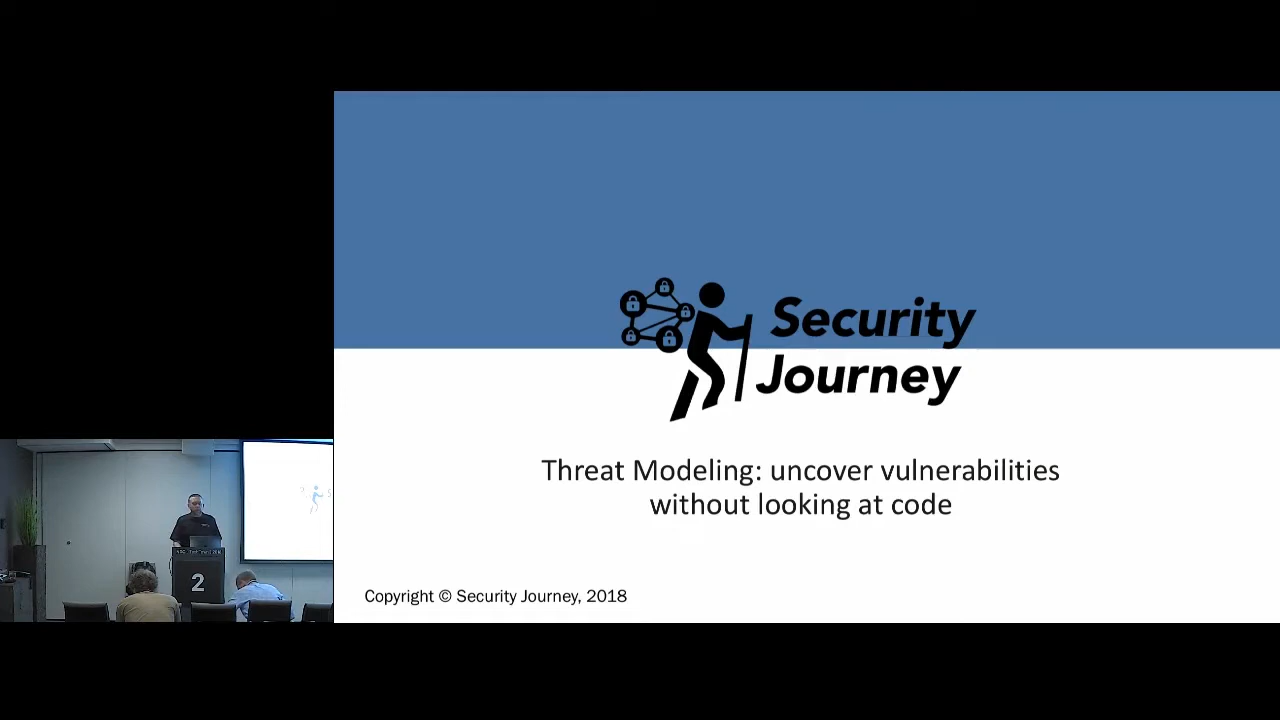 Security
Journey
Threat Modeling: uncover vulnerabilities
without looking at code
Copyright © Security Journey, 2018
2